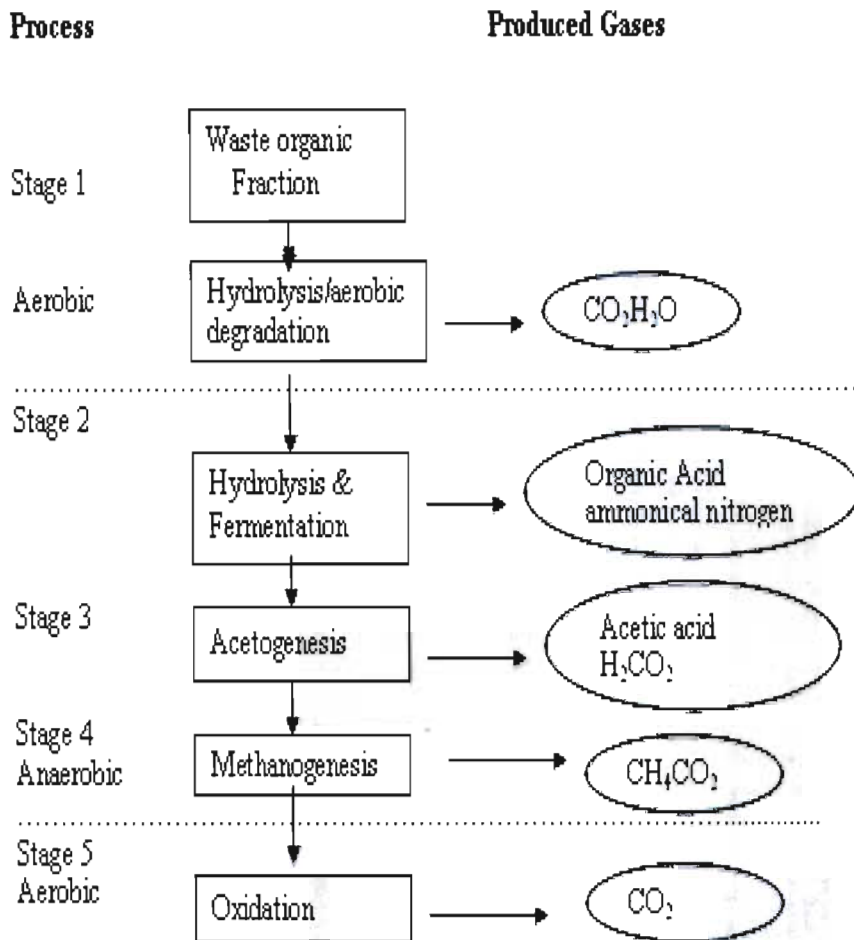 Process Produced Gases
Waste organic
Fraction
Stage 1
Aerobic
Hydrolysis/aerobic
degradation
CO₂H₂O
Stage 2
Hydrolysis &
Fermentation
Organic Acid
ammonical nitrogen
Stage 3
Acetogenesis
Acetic acid
H₂CO₂
Stage 4
Anaerobic
Methanogenesis
CH₄CO₂
Stage 5
Aerobic
Oxidation
CO₂